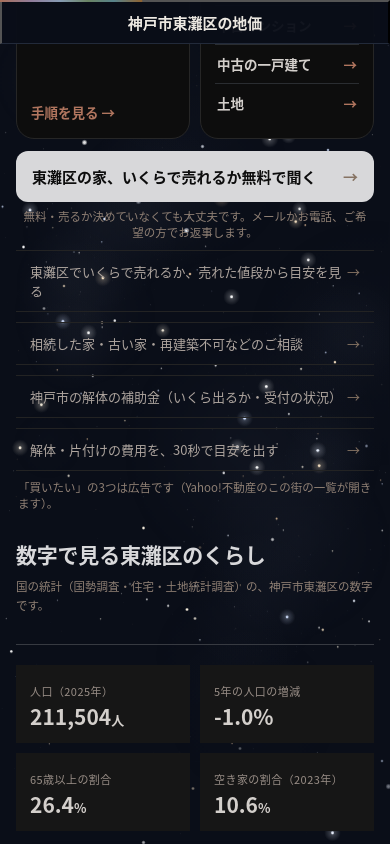 神戸市東灘区の地価
中古の一戸建て →
土地 →
手順を見る →
東灘区の家、いくらで売れるか無料で聞く →
無料・売るか決めていなくても大丈夫です。メールかお電話、ご希
望の方でお返事します。
東灘区でいくらで売れるか、売れた値段から目安を見 →
る
相続した家・古い家・再建築不可などのご相談 →
神戸市の解体の補助金（いくら出るか・受付の状況） →
解体・片付けの費用を、30秒で目安を出す →
「買いたい」の3つは広告です（Yahoo!不動産のこの街の一覧が開き
ます）。
数字で見る東灘区のくらし
国の統計（国勢調査・住宅・土地統計調査）の、神戸市東灘区の数字
です。
人口（2025年） 5年の人口の増減
211,504人 -1.0%
65歳以上の割合 空き家の割合（2023年）
26.4% 10.6%